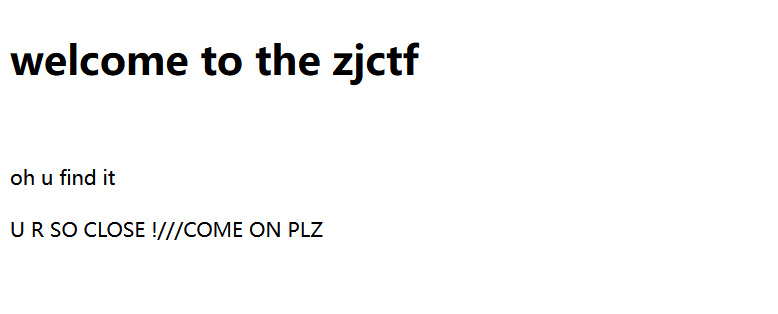 welcome to the zjctf
oh u find it
U R SO CLOSE !///COME ON PLZ